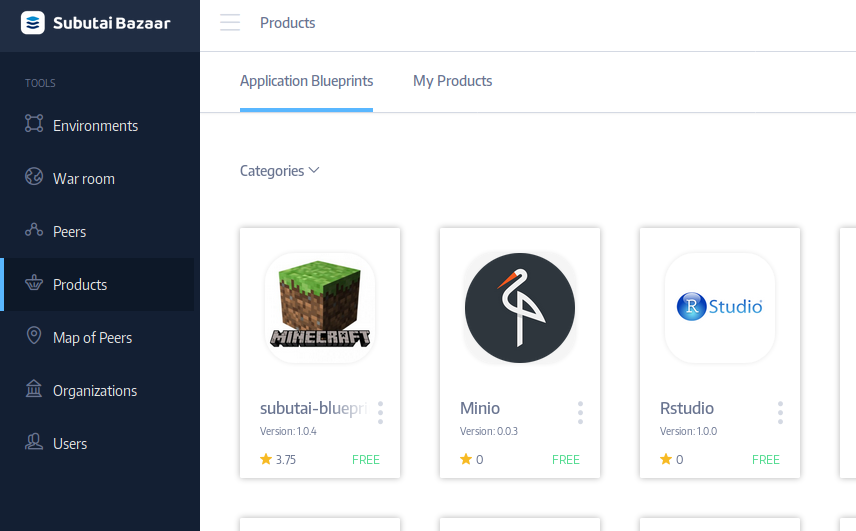 Subutai Bazaar
Products
TOOLS
Environments
War room
Peers
Products
Map of Peers
Organizations
Users
Application Blueprints
My Products
Categories
MINECRAFT
subutai-bluepri
Version: 1.0.4
3.75
FREE
Minio
Version: 0.0.3
0
FREE
R Studio
Rstudio
Version: 1.0.0
0
FREE